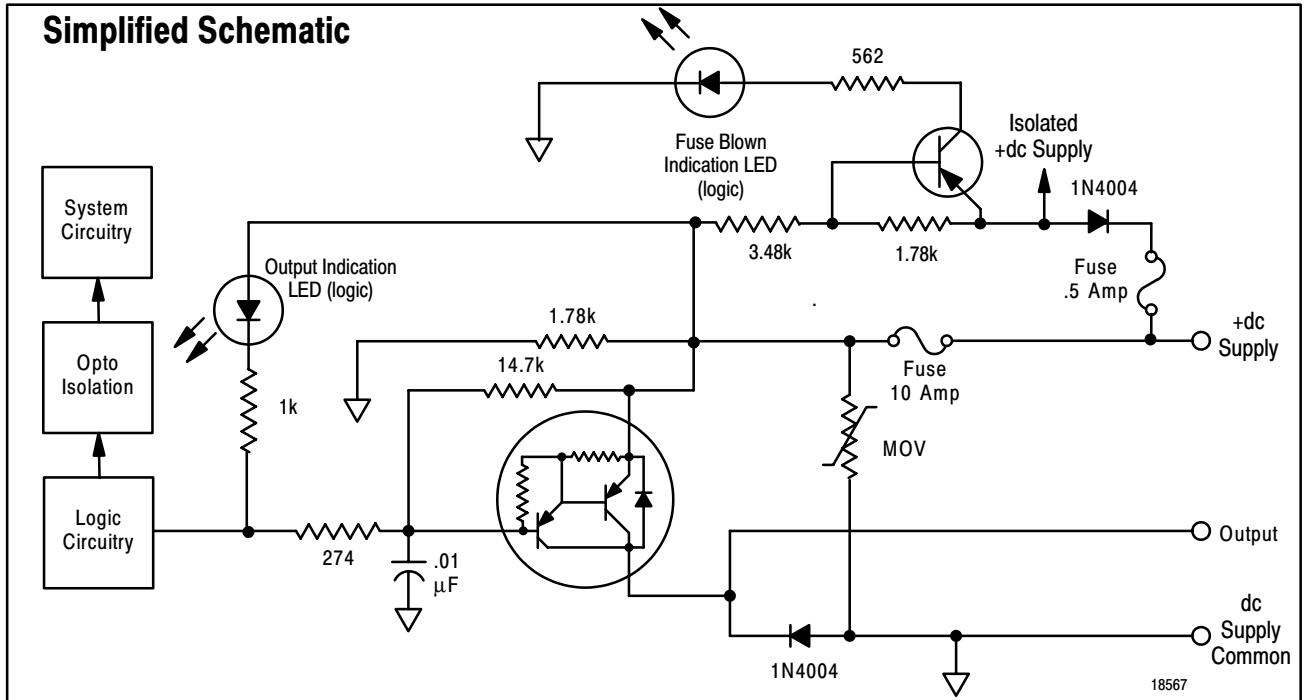 Simplified Schematic
562
Fuse Blown
Indication LED
(logic)
Isolated
+dc Supply
1N4004
System
Circuitry
3.48k
1.78k
Output Indication
LED (logic)
Fuse
.5 Amp
1.78k
+dc
Supply
Opto
Isolation
14.7k
Fuse
10 Amp
1k
MOV
Logic
Circuitry
274
.01
μF
Output
dc
Supply
Common
1N4004
18567